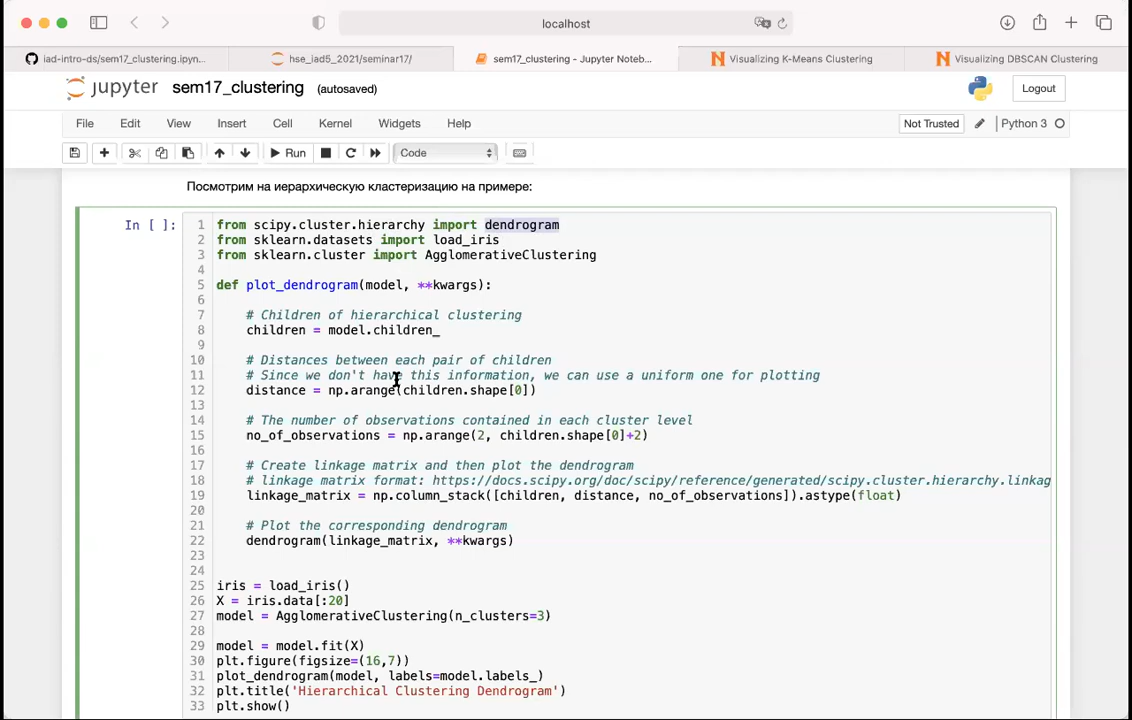 localhost
iad-intro-ds/sem17_clustering.ipyn...
hse_iad5_2021/seminar17/
sem17_clustering - Jupyter Noteb...
Visualizing K-Means Clustering
Visualizing DBSCAN Clustering
jupyter sem17_clustering (autosaved)
Logout
File Edit View Insert Cell Kernel Widgets Help
Not Trusted
Python 3
Run
Code
Посмотрим на иерархическую кластеризацию на примере:
In [ ]:
1 from scipy.cluster.hierarchy import dendrogram
2 from sklearn.datasets import load_iris
3 from sklearn.cluster import AgglomerativeClustering
4
5 def plot_dendrogram(model, **kwargs):
6
7 # Children of hierarchical clustering
8 children = model.children_
9
10 # Distances between each pair of children
11 # Since we don't have this information, we can use a uniform one for plotting
12 distance = np.arange(children.shape[0])
13
14 # The number of observations contained in each cluster level
15 no_of_observations = np.arange(2, children.shape[0]+2)
16
17 # Create linkage matrix and then plot the dendrogram
18 # linkage matrix format: https://docs.scipy.org/doc/scipy/reference/generated/scipy.cluster.hierarchy.linkag
19 linkage_matrix = np.column_stack([children, distance, no_of_observations]).astype(float)
20
21 # Plot the corresponding dendrogram
22 dendrogram(linkage_matrix, **kwargs)
23
24
25 iris = load_iris()
26 X = iris.data[:20]
27 model = AgglomerativeClustering(n_clusters=3)
28
29 model = model.fit(X)
30 plt.figure(figsize=(16,7))
31 plot_dendrogram(model, labels=model.labels_)
32 plt.title('Hierarchical Clustering Dendrogram')
33 plt.show()